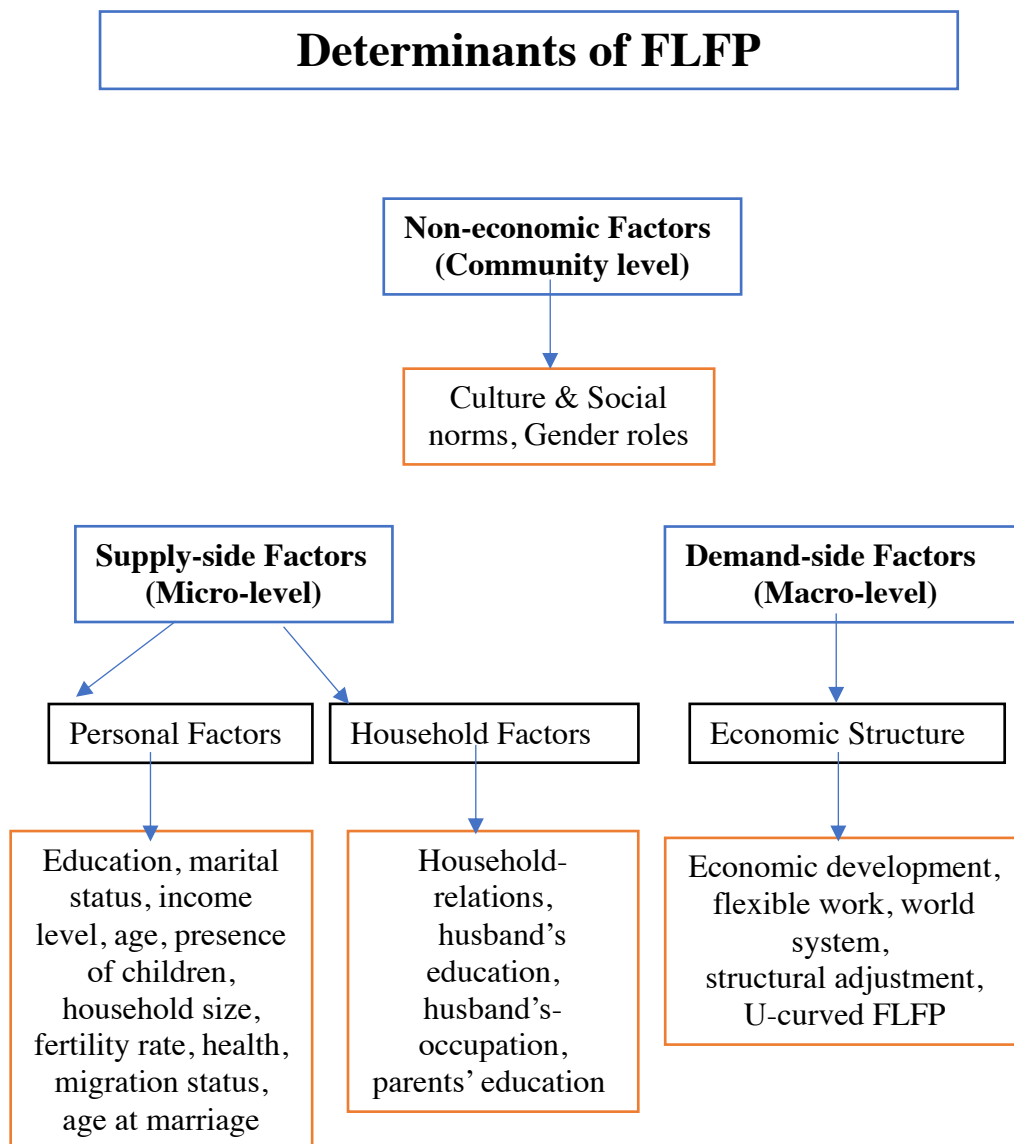 Determinants of FLFP
Non-economic Factors
(Community level)
Culture & Social
norms, Gender roles
Supply-side Factors
(Micro-level)
Demand-side Factors
(Macro-level)
Personal Factors
Household Factors
Economic Structure
Education, marital
status, income
level, age, presence
of children,
household size,
fertility rate, health,
migration status,
age at marriage
Household-
relations,
husband’s
education,
husband’s-
occupation,
parents’ education
Economic development,
flexible work, world
system,
structural adjustment,
U-curved FLFP